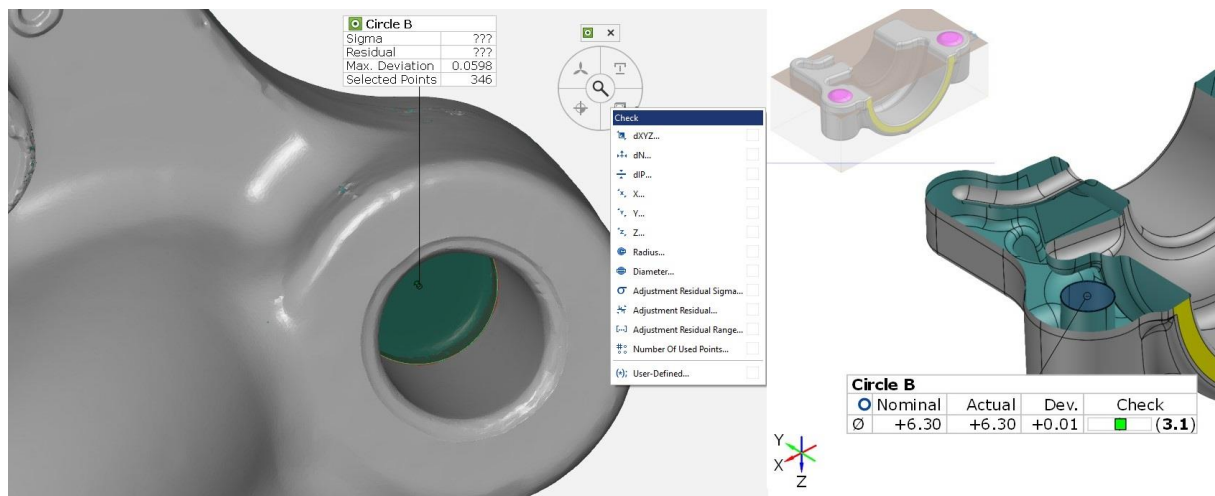 Circle B
Sigma ???
Residual ???
Max. Deviation 0.0598
Selected Points 346
Check
dXYZ...
dN...
dIP...
X...
Y...
Z...
Radius...
Diameter...
Adjustment Residual Sigma...
Adjustment Residual...
Adjustment Residual Range...
Number Of Used Points...
User-Defined...
Circle B
Nominal Actual Dev. Check
Ø +6.30 +6.30 +0.01 (3.1)
Y
X
Z